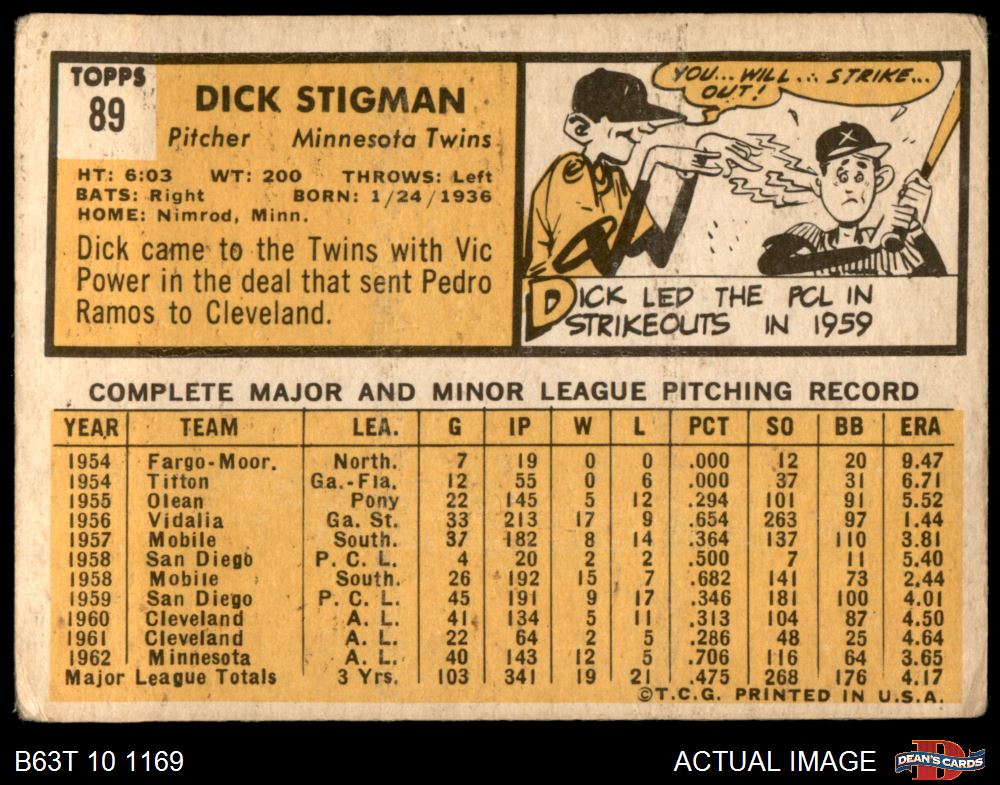 TOPPS
89
DICK STIGMAN
Pitcher Minnesota Twins
HT: 6:03 WT: 200 THROWS: Left
BATS: Right BORN: 1/24/1936
HOME: Nimrod, Minn.
Dick came to the Twins with Vic
Power in the deal that sent Pedro
Ramos to Cleveland.
YOU... WILL... STRIKE...
OUT!
DICK LED THE PCL IN
STRIKEOUTS IN 1959
COMPLETE MAJOR AND MINOR LEAGUE PITCHING RECORD
YEAR TEAM LEA. G IP W L PCT SO BB ERA
1954 Fargo-Moor. North. 7 19 0 0 .000 12 20 9.47
1954 Tifton Ga.-Fla. 12 55 0 6 .000 37 31 6.71
1955 Olean Pony 22 145 5 12 .294 101 91 5.52
1956 Vidalia Ga. St. 33 213 17 9 .654 263 97 1.44
1957 Mobile South. 37 182 8 14 .364 137 110 3.81
1958 San Diego P. C. L. 4 20 2 2 .500 7 11 5.40
1958 Mobile South. 26 192 15 7 .682 141 73 2.44
1959 San Diego P. C. L. 45 191 9 17 .346 181 100 4.01
1960 Cleveland A. L. 41 134 5 11 .313 104 87 4.50
1961 Cleveland A. L. 22 64 2 5 .286 48 25 4.64
1962 Minnesota A. L. 40 143 12 5 .706 116 64 3.65
Major League Totals 3 Yrs. 103 341 19 21 .475 268 176 4.17
©T.C.G. PRINTED IN U.S.A.
B63T 10 1169
ACTUAL IMAGE
D
DEAN'S CARDS